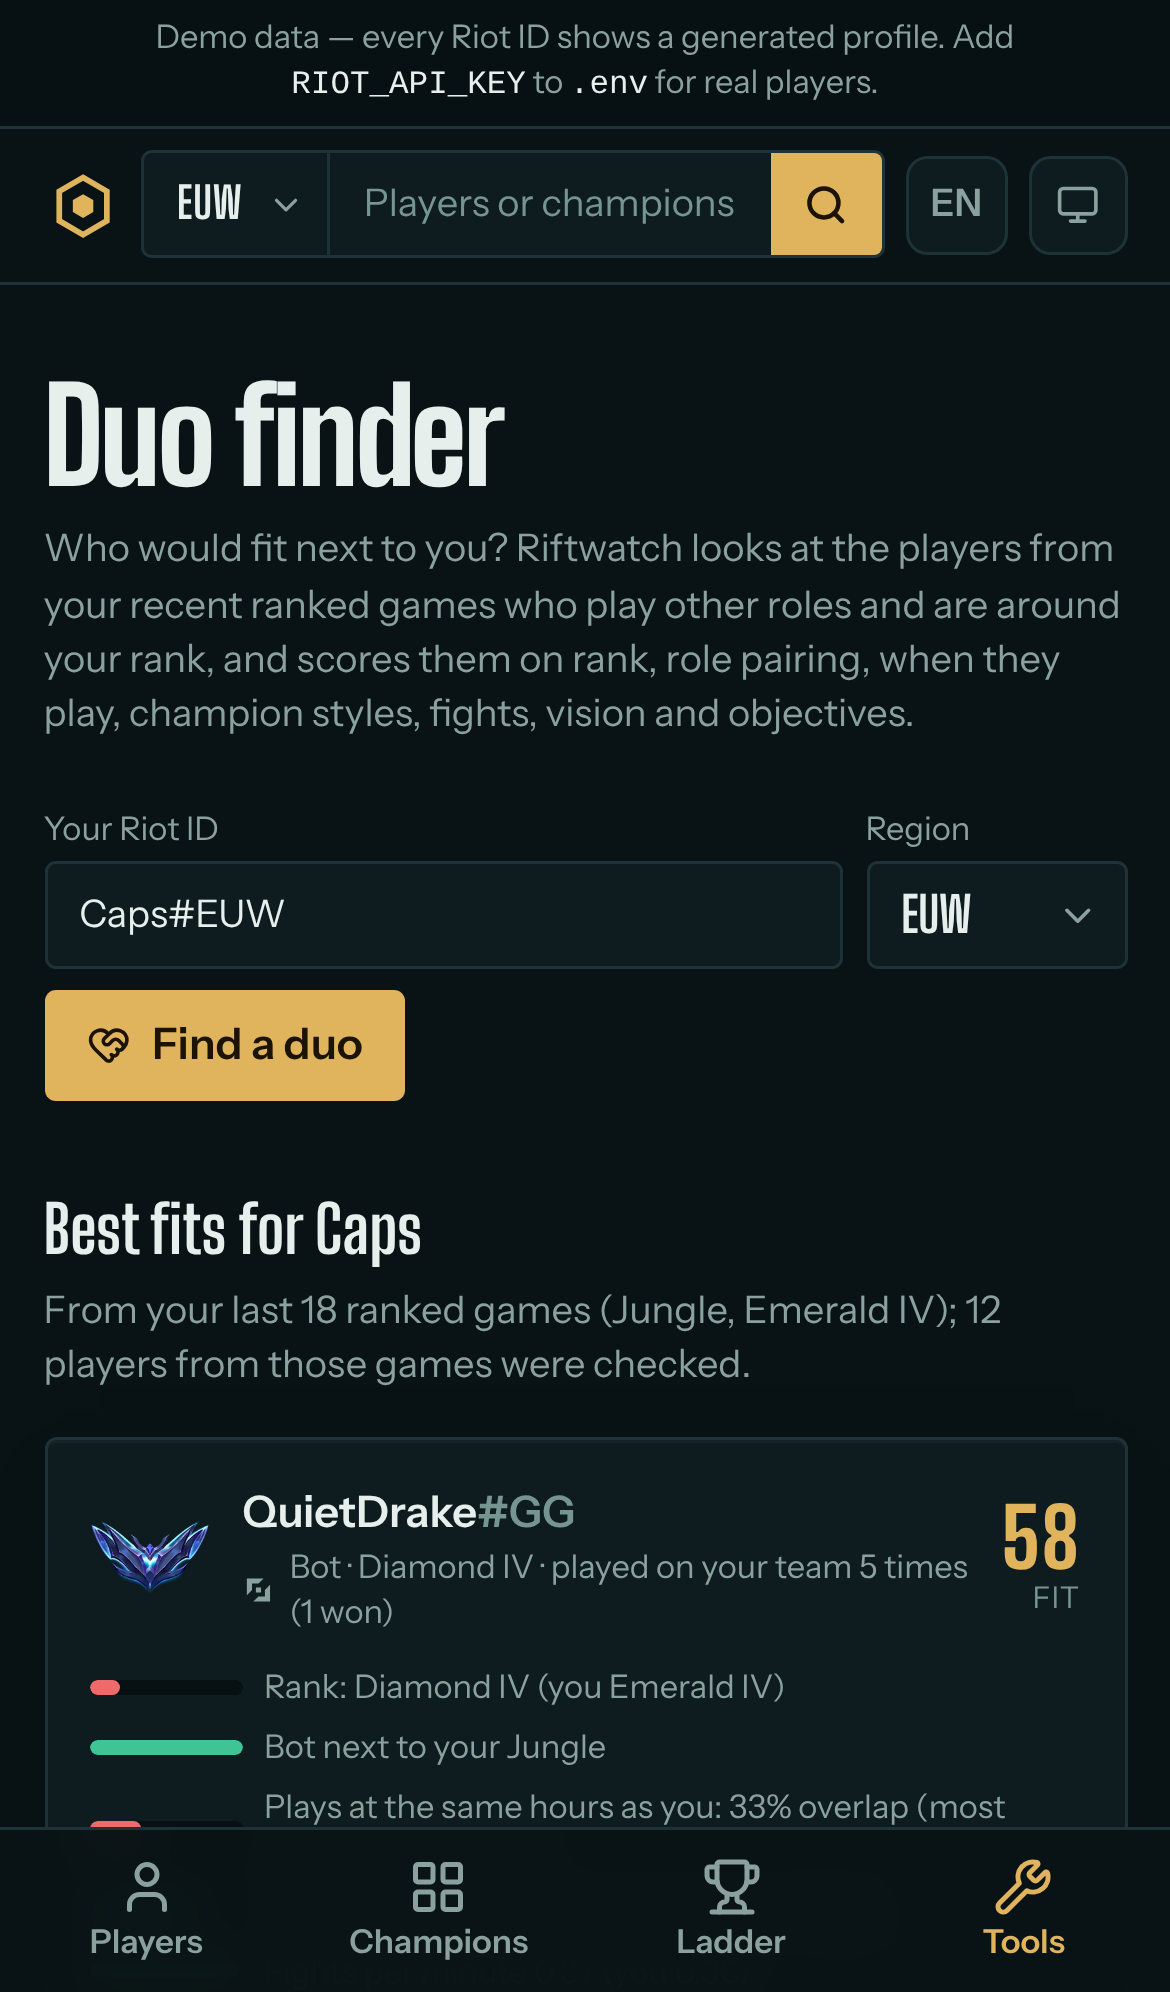 Demo data — every Riot ID shows a generated profile. Add
RIOT_API_KEY to .env for real players.
EUW
Players or champions
EN
Duo finder
Who would fit next to you? Riftwatch looks at the players from
your recent ranked games who play other roles and are around
your rank, and scores them on rank, role pairing, when they
play, champion styles, fights, vision and objectives.
Your Riot ID
Region
Caps#EUW
EUW
Find a duo
Best fits for Caps
From your last 18 ranked games (Jungle, Emerald IV); 12
players from those games were checked.
QuietDrake#GG
58
Bot · Diamond IV · played on your team 5 times
(1 won)
FIT
Rank: Diamond IV (you Emerald IV)
Bot next to your Jungle
Plays at the same hours as you: 33% overlap (most
Players
Champions
Ladder
Tools